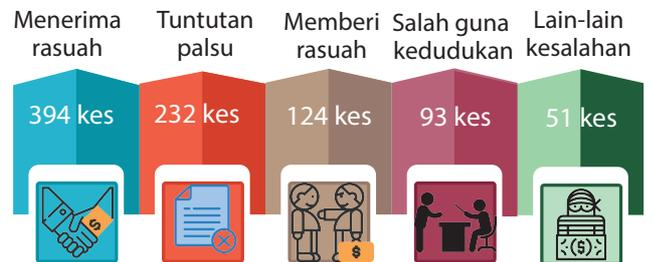 Menerima
rasuah
Tuntutan
palsu
Memberi
rasuah
Salah guna
kedudukan
Lain-lain
kesalahan
394 kes
232 kes
124 kes
93 kes
51 kes
$
$
($)